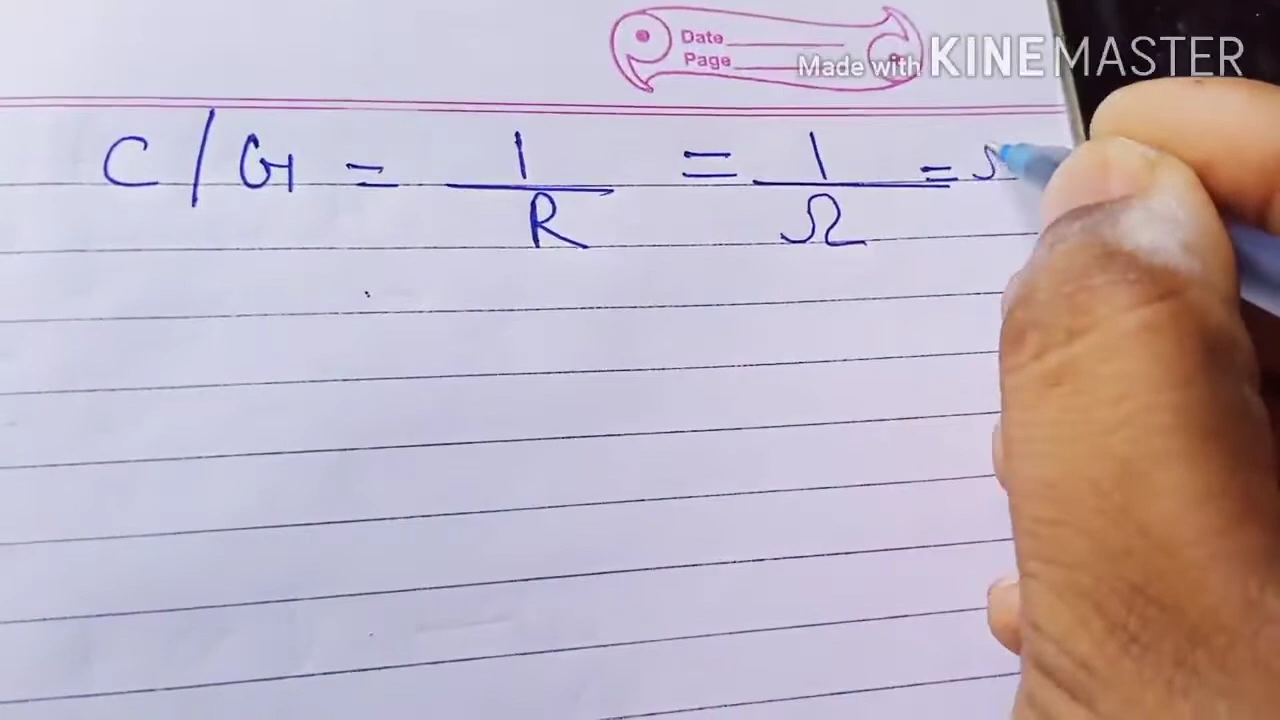 Date
Page
Made with KINEMASTER
C / G = 1/R = 1/Ω =